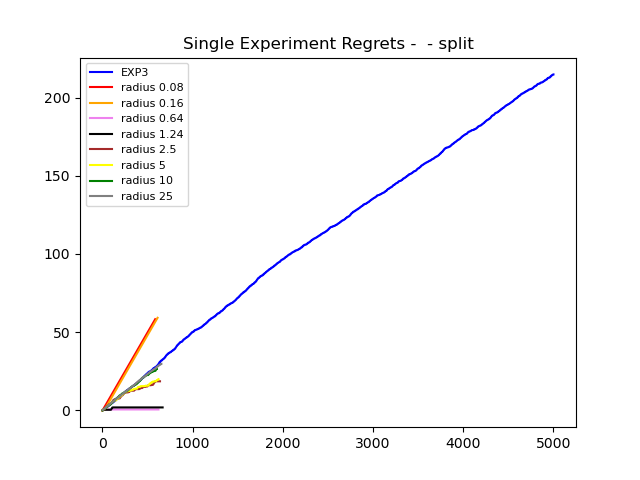 Single Experiment Regrets -  - split
EXP3
radius 0.08
radius 0.16
radius 0.64
radius 1.24
radius 2.5
radius 5
radius 10
radius 25
200
150
100
50
0
0 1000 2000 3000 4000 5000